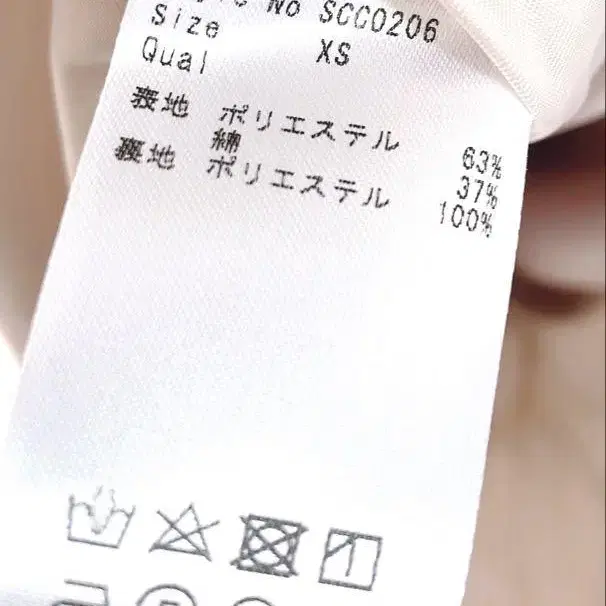 No SCC0206
Size XS
Qual
表地 ポリエステル 63%
綿 37%
裏地 ポリエステル 100%